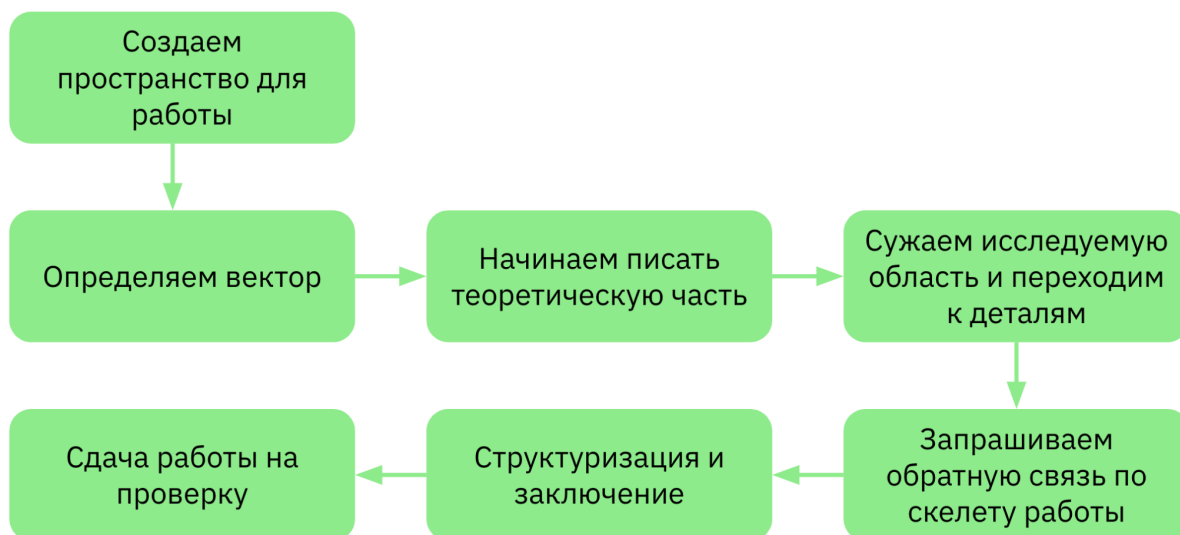 Создаем
пространство для
работы
Определяем вектор
Начинаем писать
теоретическую часть
Сужаем исследуемую
область и переходим
к деталям
Запрашиваем
обратную связь по
скелету работы
Структуризация и
заключение
Сдача работы на
проверку